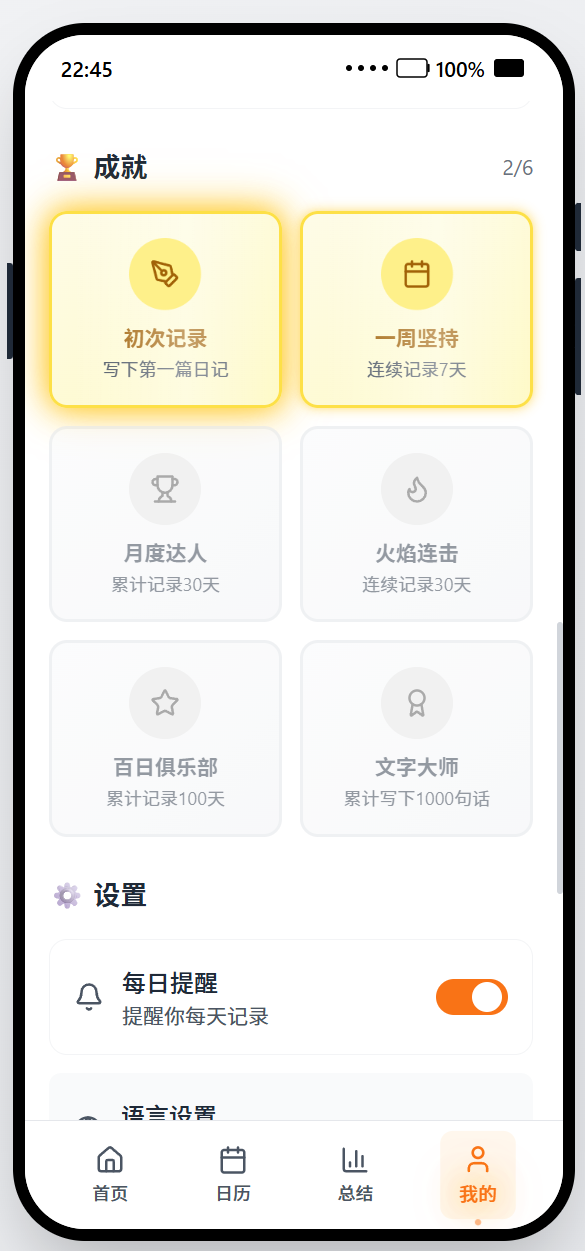 22:45
100%
成就
2/6
初次记录
写下第一篇日记
一周坚持
连续记录7天
月度达人
累计记录30天
火焰连击
连续记录30天
百日俱乐部
累计记录100天
文字大师
累计写下1000句话
设置
每日提醒
提醒你每天记录
语言设置
首页
日历
总结
我的